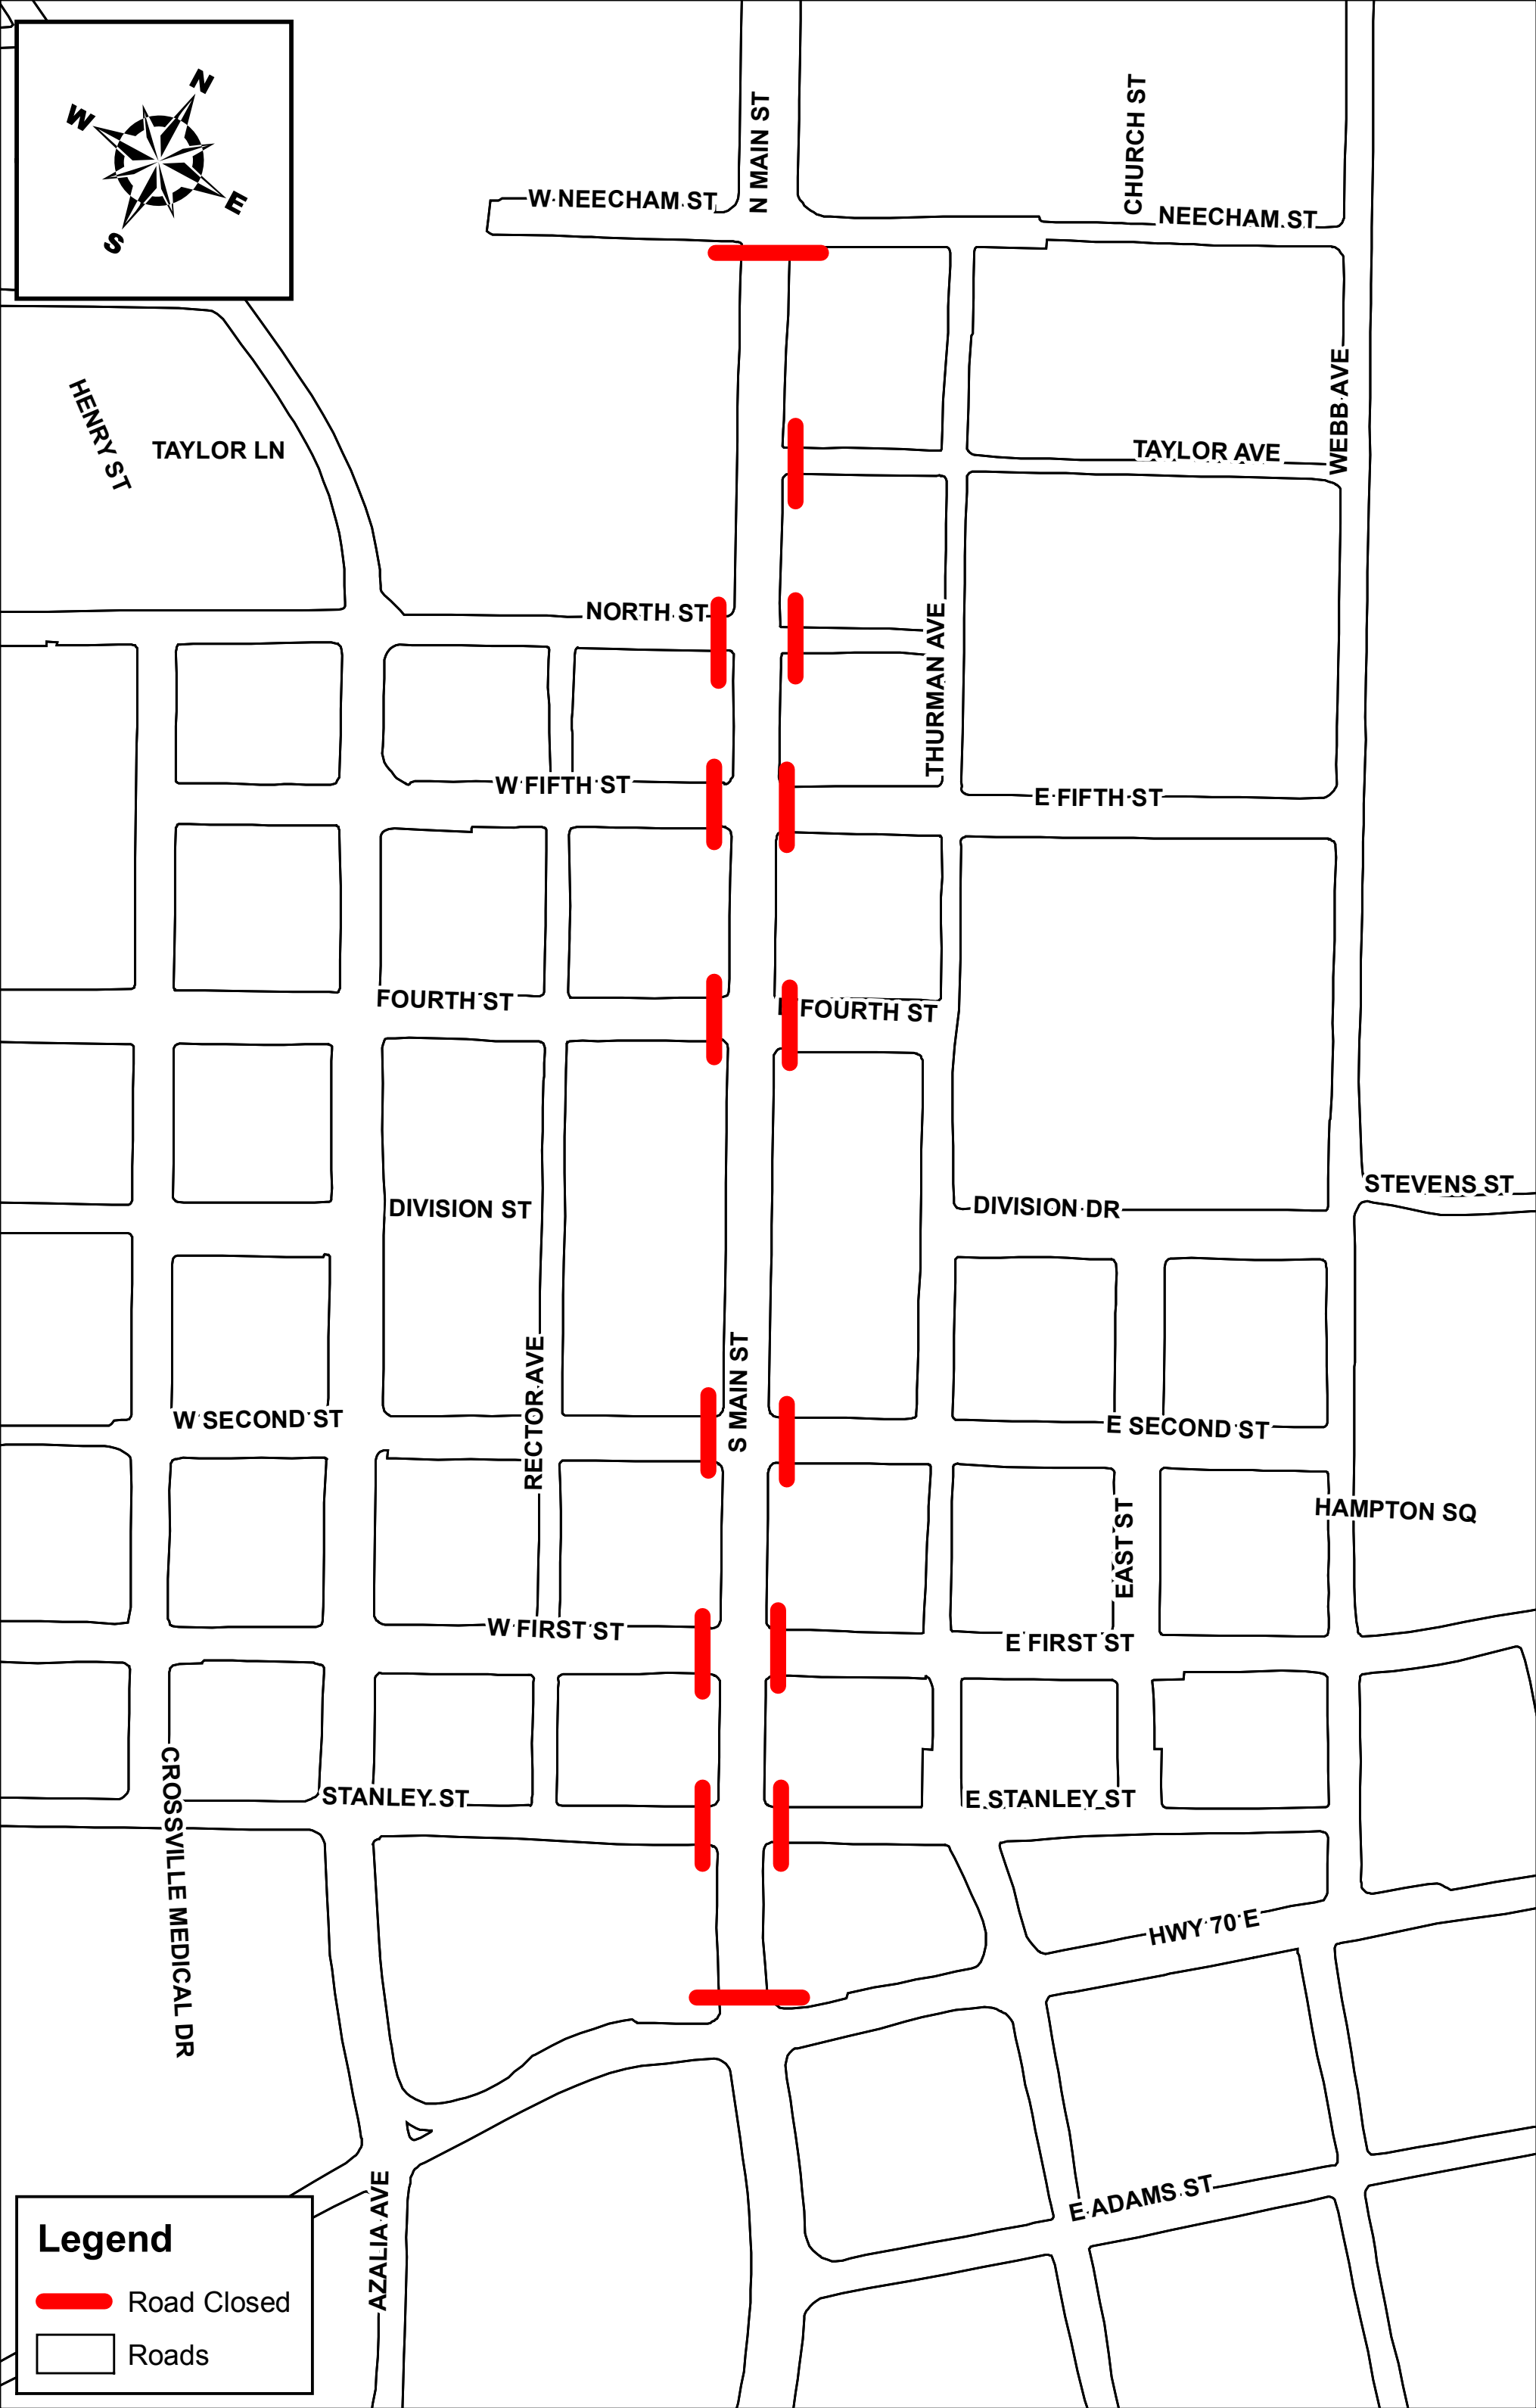 N
W
E
S
N MAIN ST
CHURCH ST
W NEECHAM ST
NEECHAM ST
HENRY ST
TAYLOR LN
TAYLOR AVE
WEBB AVE
NORTH ST
THURMAN AVE
W FIFTH ST
E FIFTH ST
FOURTH ST
FOURTH ST
DIVISION ST
DIVISION DR
STEVENS ST
S MAIN ST
RECTOR AVE
W SECOND ST
E SECOND ST
HAMPTON SQ
EAST ST
W FIRST ST
E FIRST ST
CROSSVILLE MEDICAL DR
STANLEY ST
E STANLEY ST
HWY 70 E
E ADAMS ST
AZALIA AVE
Legend
Road Closed
Roads